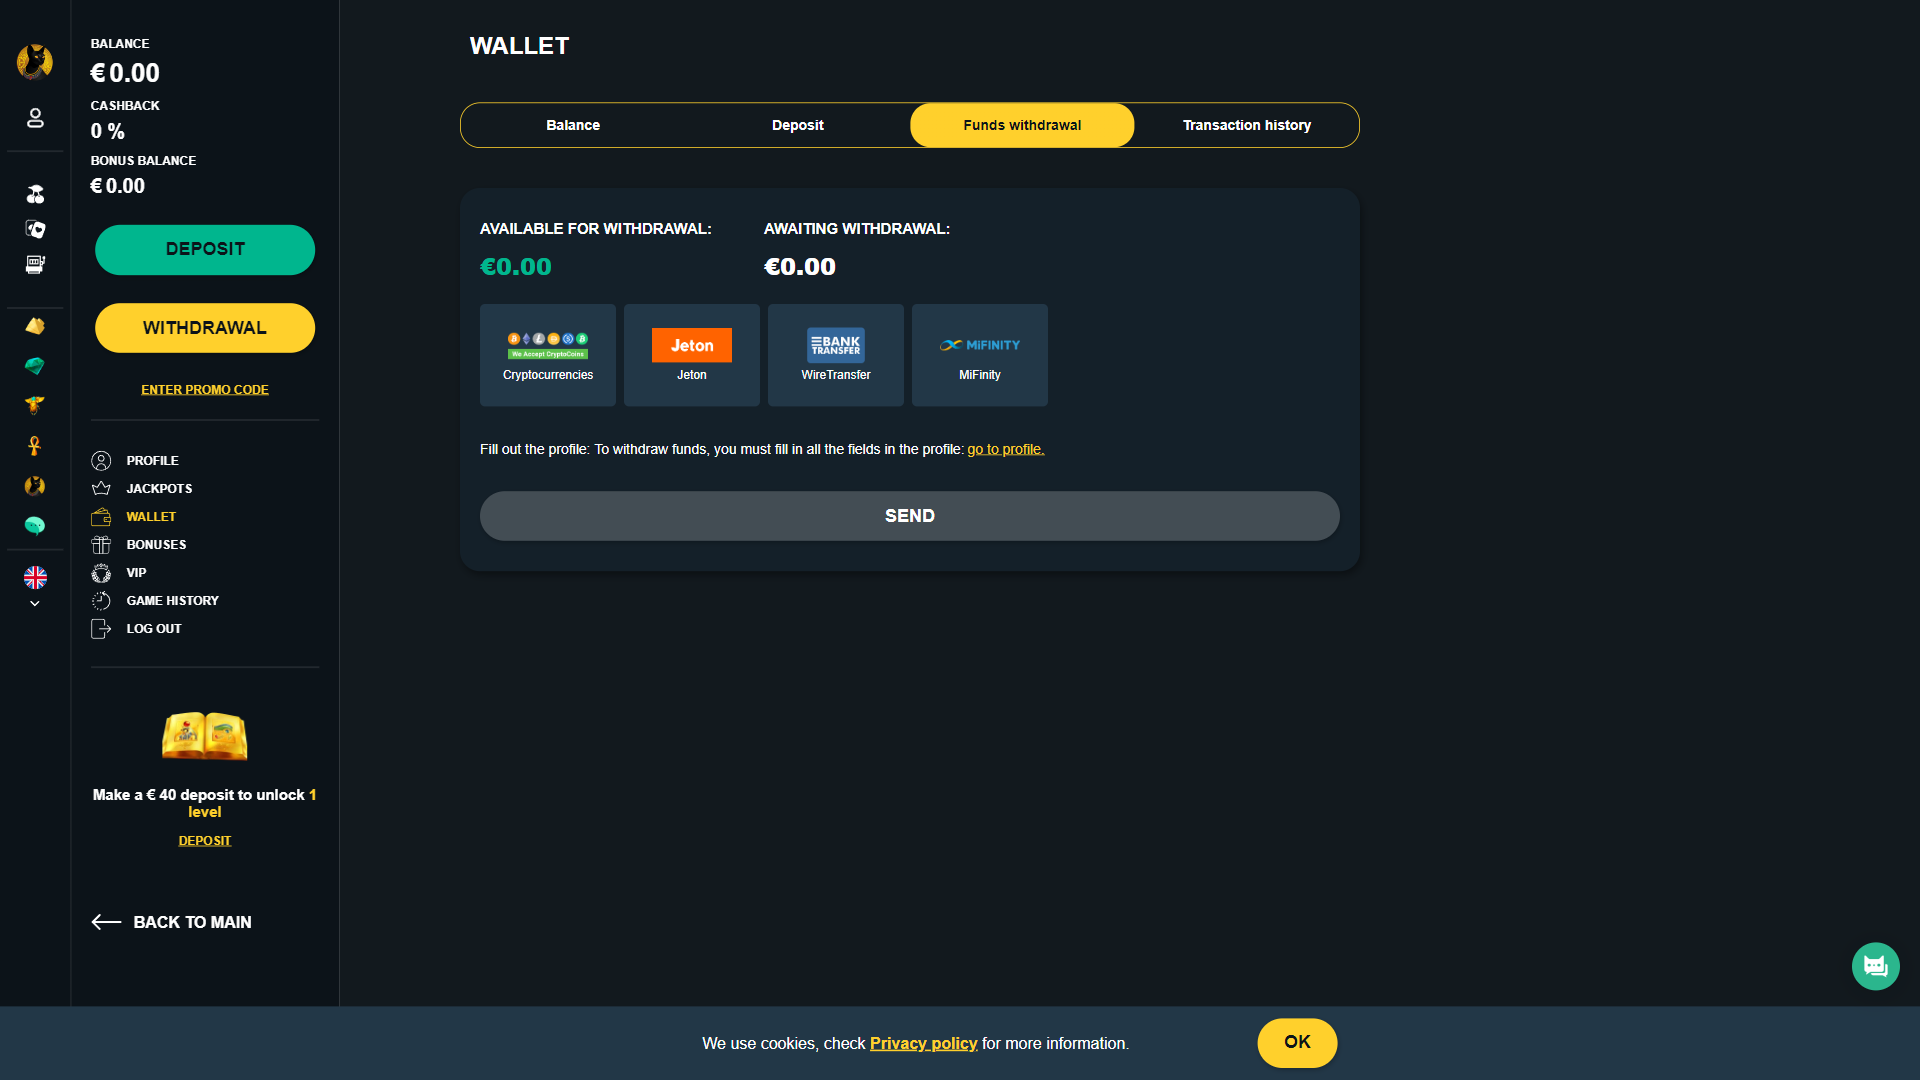 BALANCE
€ 0.00
CASHBACK
0 %
BONUS BALANCE
€ 0.00
DEPOSIT
WITHDRAWAL
ENTER PROMO CODE
PROFILE
JACKPOTS
WALLET
BONUSES
VIP
GAME HISTORY
LOG OUT
Make a € 40 deposit to unlock 1
level
DEPOSIT
BACK TO MAIN
WALLET
Balance
Deposit
Funds withdrawal
Transaction history
AVAILABLE FOR WITHDRAWAL:
€0.00
AWAITING WITHDRAWAL:
€0.00
We Accept CryptoCoins
Cryptocurrencies
Jeton
Jeton
BANK
TRANSFER
WireTransfer
MiFINITY
MiFinity
Fill out the profile: To withdraw funds, you must fill in all the fields in the profile: go to profile.
SEND
We use cookies, check Privacy policy for more information.
OK